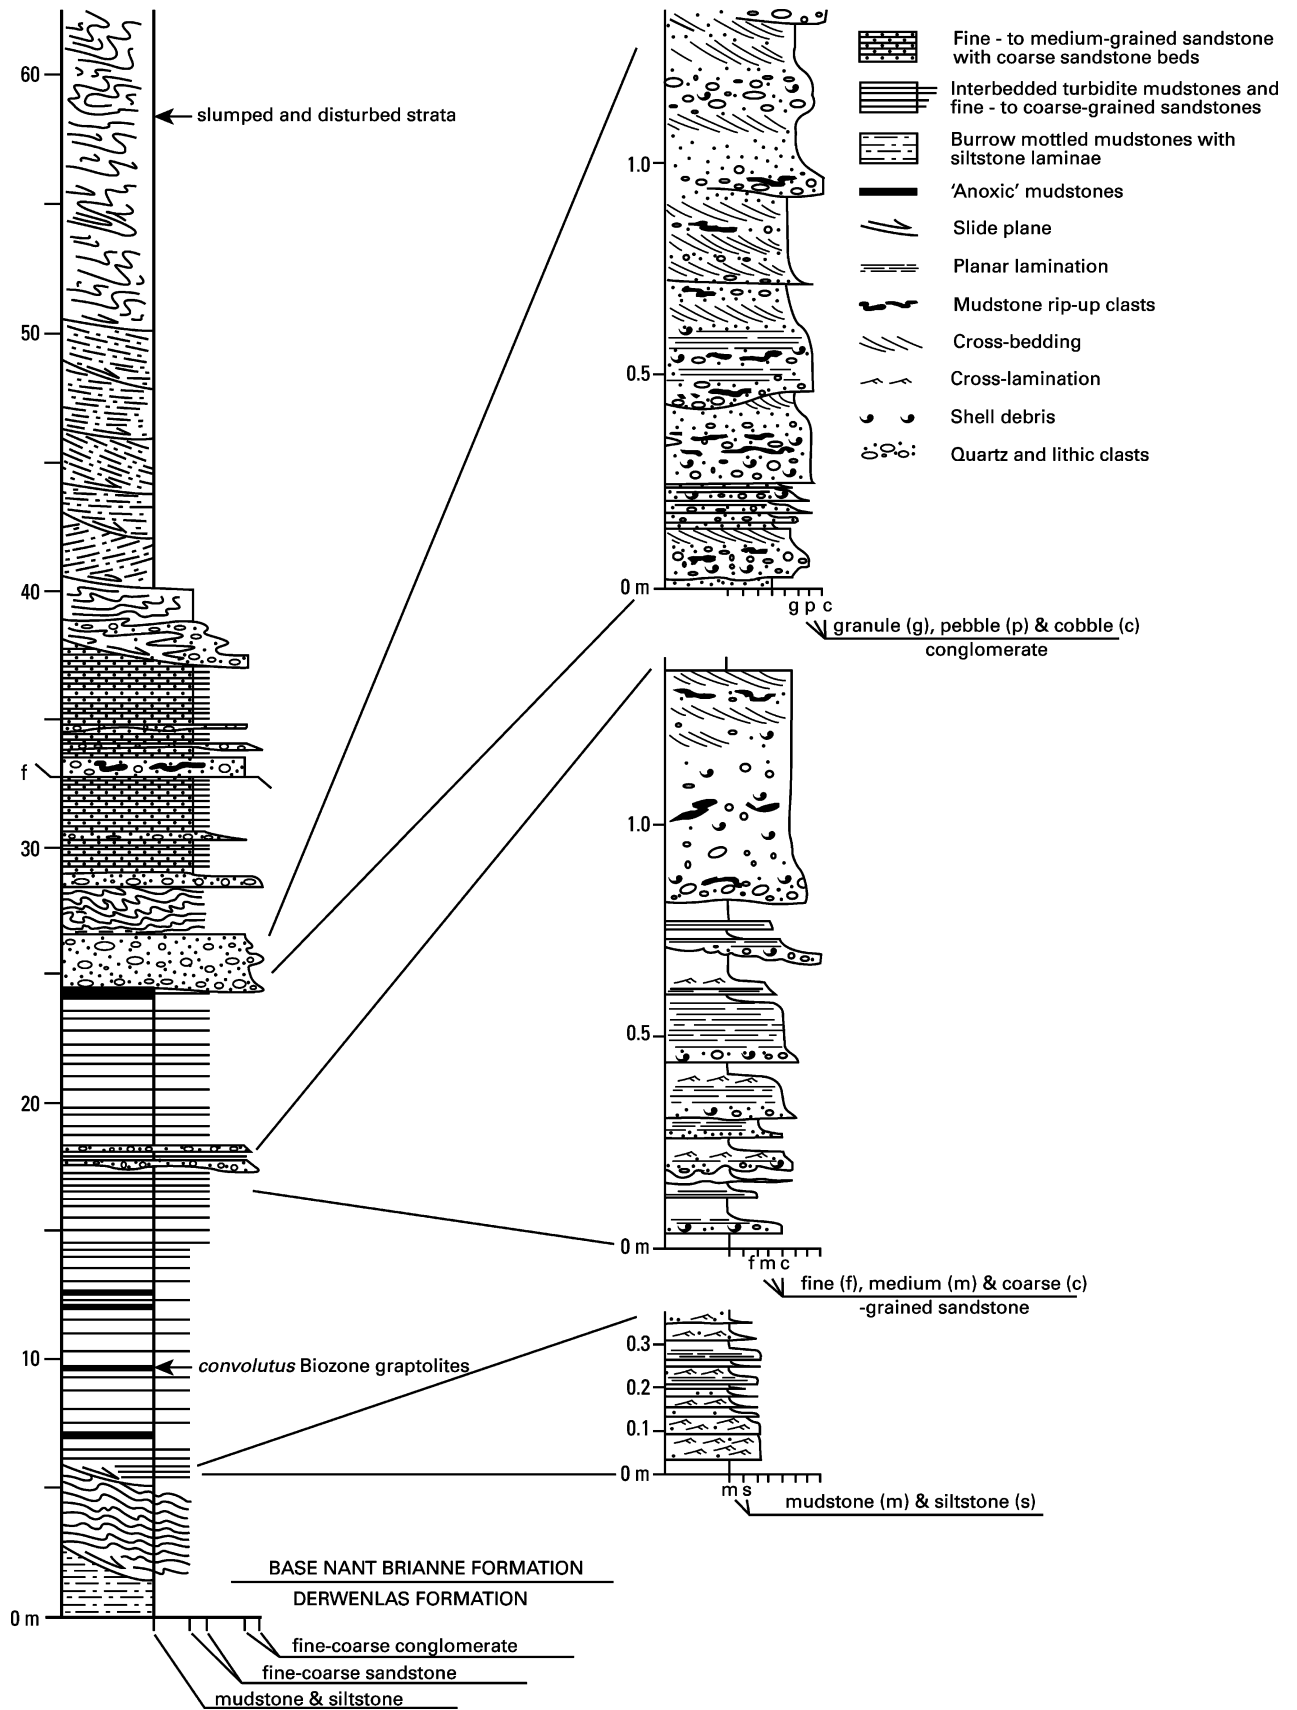 60
slumped and disturbed strata
50
40
f
30
20
10
convolutus Biozone graptolites
BASE NANT BRIANNE FORMATION
DERWENLAS FORMATION
0 m
fine-coarse conglomerate
fine-coarse sandstone
mudstone & siltstone
1.0
0.5
0 m
g p c
granule (g), pebble (p) & cobble (c)
conglomerate
1.0
0.5
0 m
f m c
fine (f), medium (m) & coarse (c)
-grained sandstone
0.3
0.2
0.1
0 m
m s
mudstone (m) & siltstone (s)
Fine - to medium-grained sandstone
with coarse sandstone beds
Interbedded turbidite mudstones and
fine - to coarse-grained sandstones
Burrow mottled mudstones with
siltstone laminae
'Anoxic' mudstones
Slide plane
Planar lamination
Mudstone rip-up clasts
Cross-bedding
Cross-lamination
Shell debris
Quartz and lithic clasts